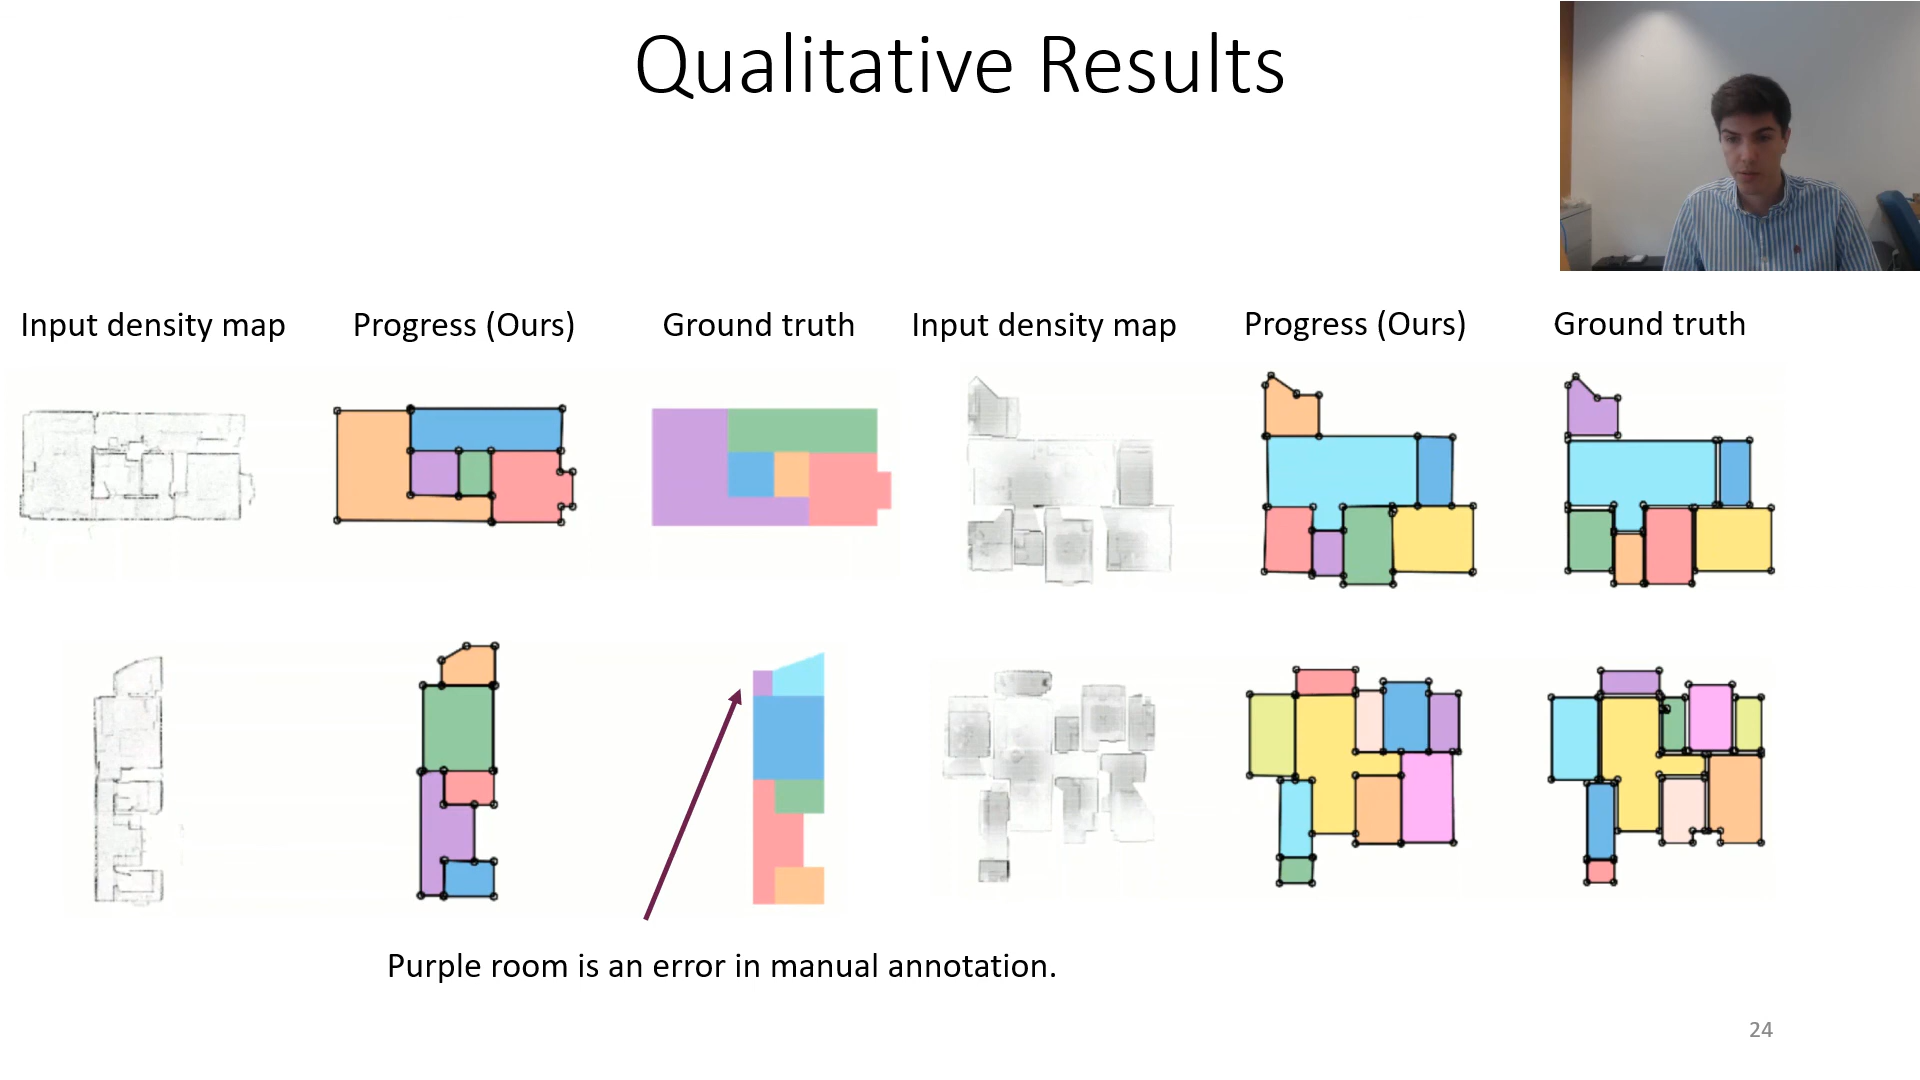 Qualitative Results
Input density map
Progress (Ours)
Ground truth
Input density map
Progress (Ours)
Ground truth
Purple room is an error in manual annotation.
24